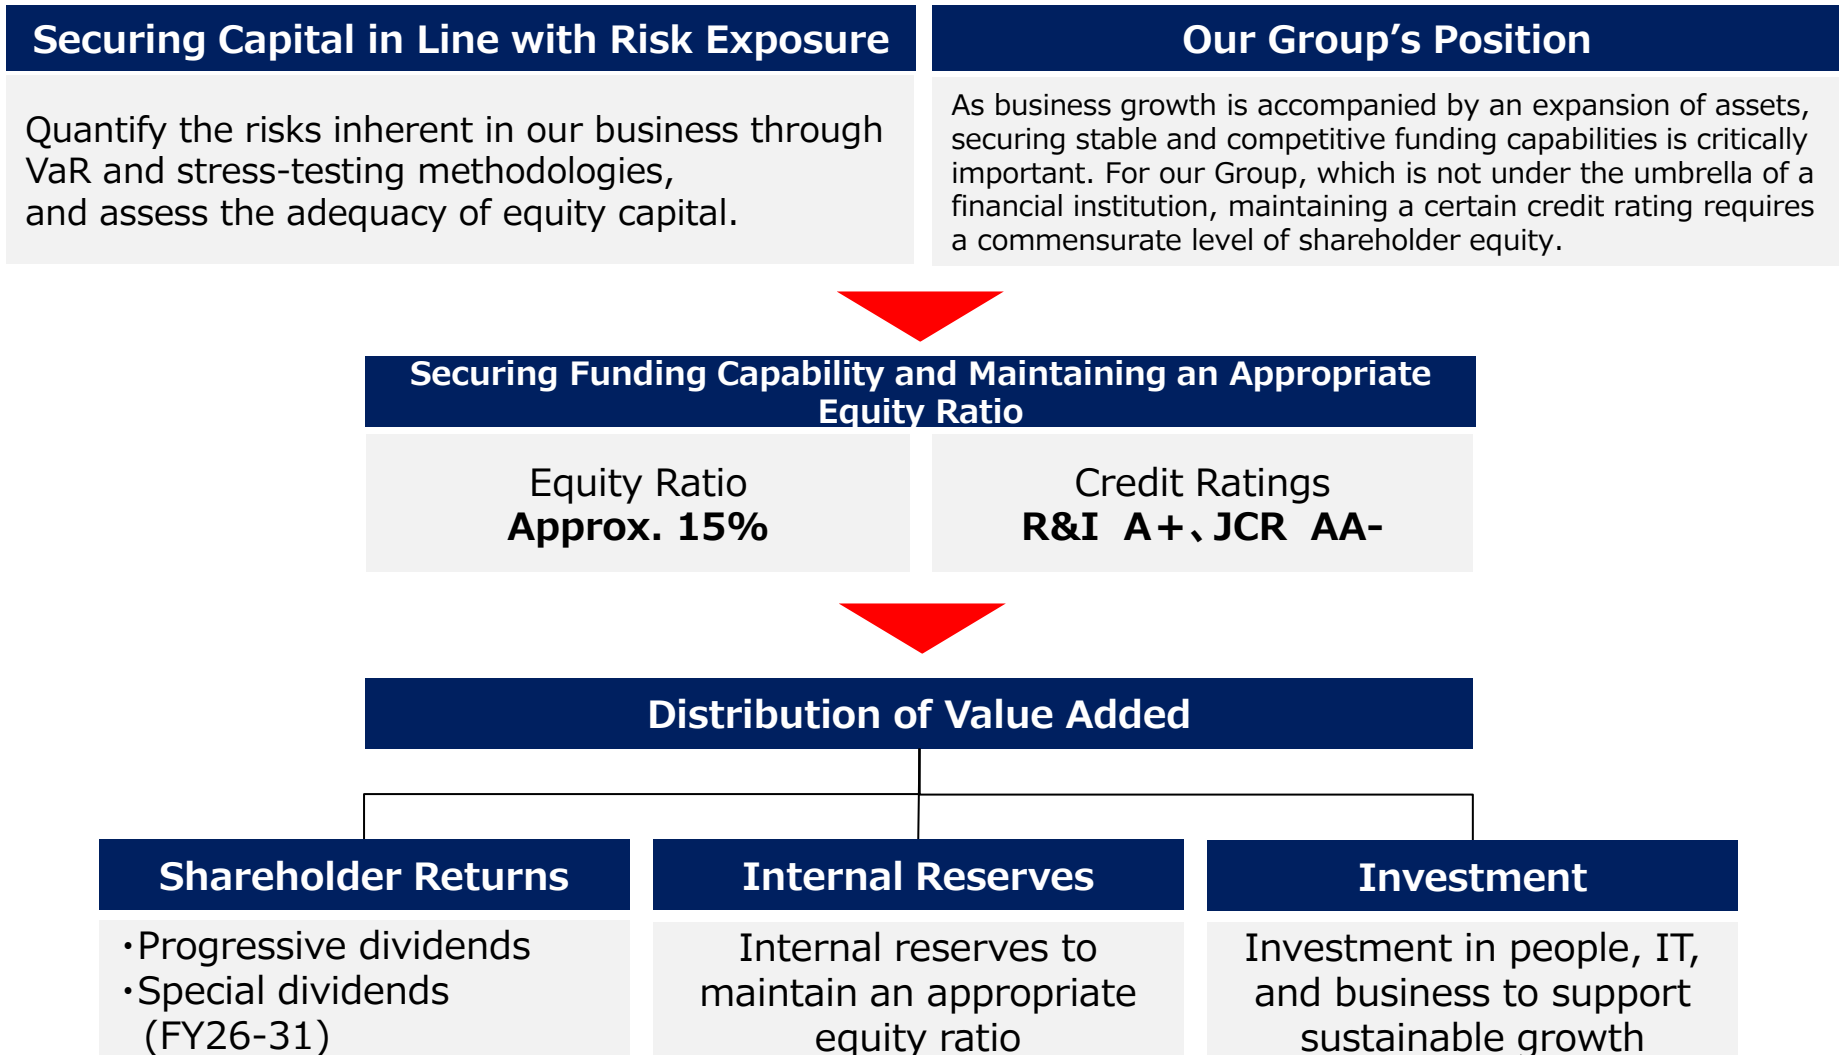 Securing Capital in Line with Risk Exposure
Quantify the risks inherent in our business through
VaR and stress-testing methodologies,
and assess the adequacy of equity capital.
Our Group’s Position
As business growth is accompanied by an expansion of assets,
securing stable and competitive funding capabilities is critically
important. For our Group, which is not under the umbrella of a
financial institution, maintaining a certain credit rating requires
a commensurate level of shareholder equity.
Securing Funding Capability and Maintaining an Appropriate
Equity Ratio
Equity Ratio
Approx. 15%
Credit Ratings
R&I A+、JCR AA-
Distribution of Value Added
Shareholder Returns
・Progressive dividends
・Special dividends
(FY26-31)
Internal Reserves
Internal reserves to
maintain an appropriate
equity ratio
Investment
Investment in people, IT,
and business to support
sustainable growth